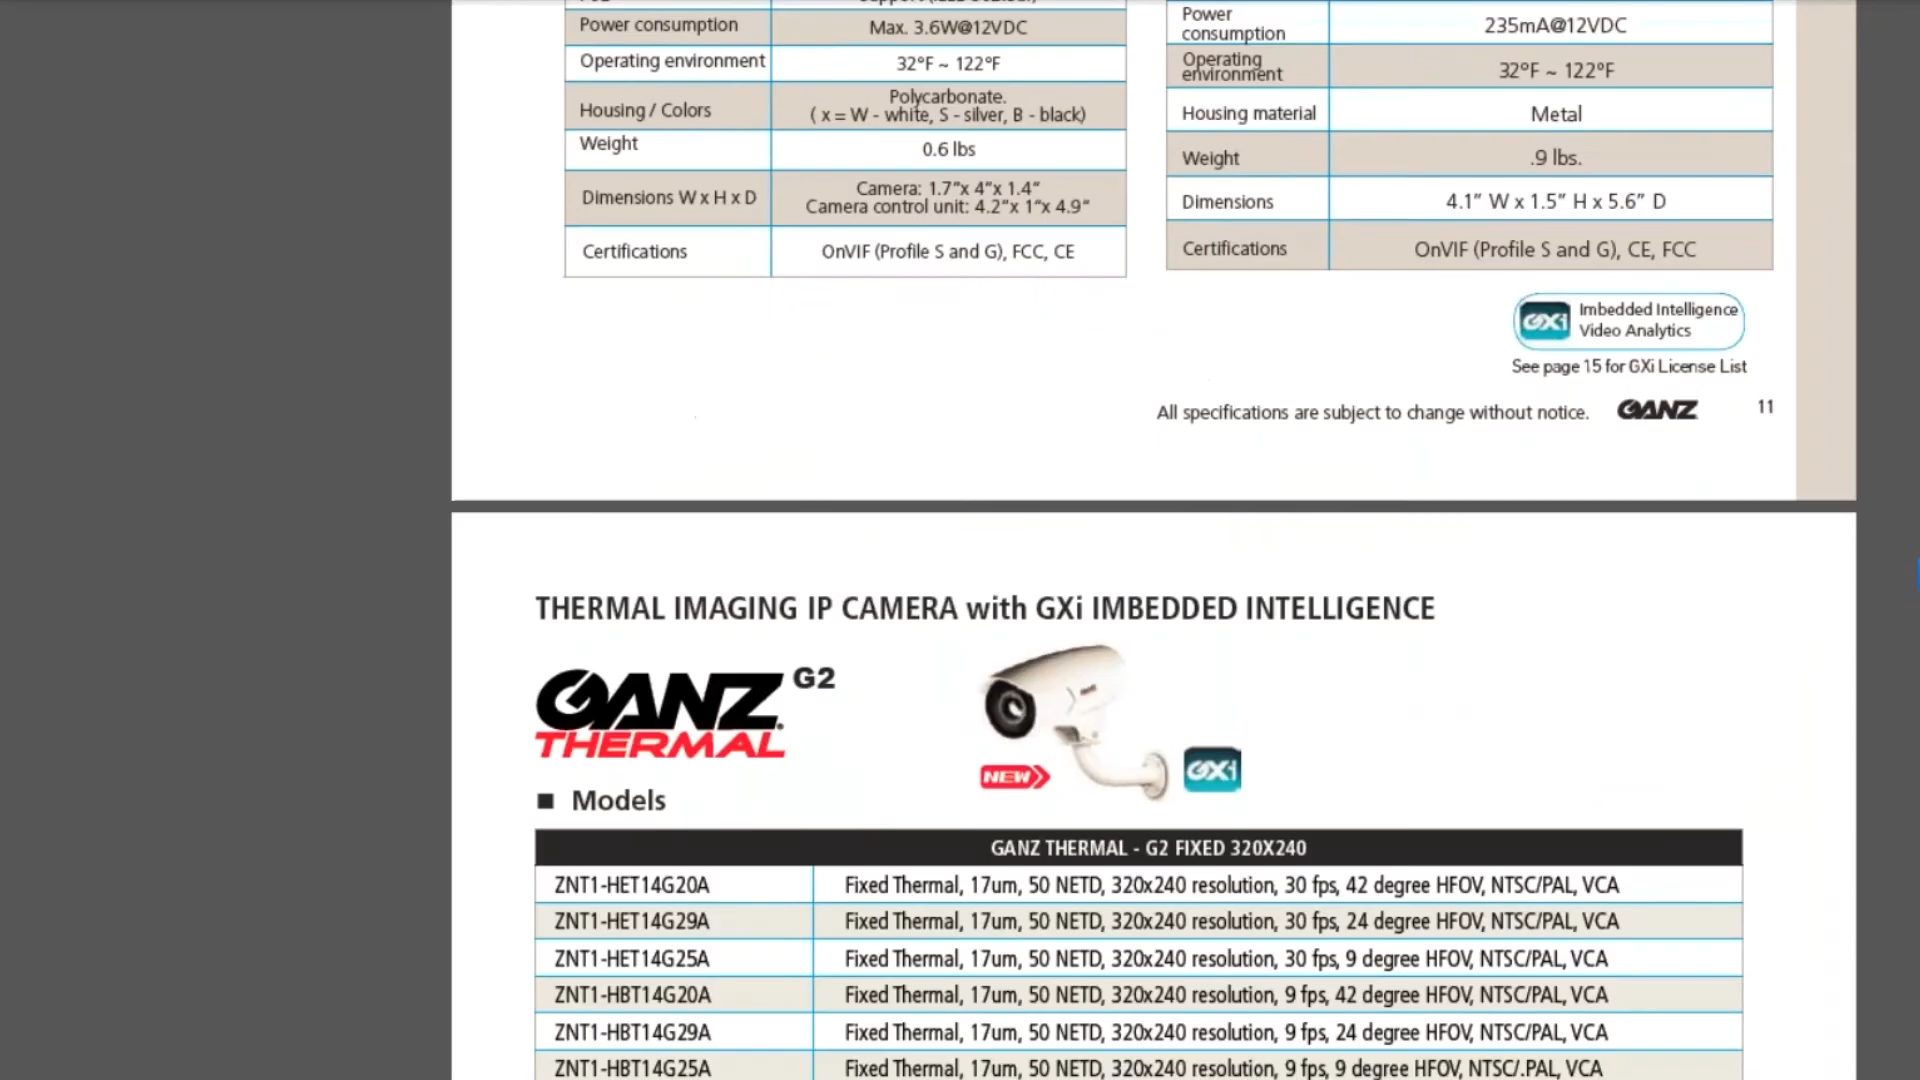 Power consumption
Max. 3.6W@12VDC
Operating environment
32°F ~ 122°F
Housing / Colors
Polycarbonate.
( x = W - white, S - silver, B - black)
Weight
0.6 lbs
Dimensions W x H x D
Camera: 1.7"x 4"x 1.4"
Camera control unit: 4.2"x 1"x 4.9"
Certifications
OnVIF (Profile S and G), FCC, CE
Power
consumption
235mA@12VDC
Operating
environment
32°F ~ 122°F
Housing material
Metal
Weight
.9 lbs.
Dimensions
4.1" W x 1.5" H x 5.6" D
Certifications
OnVIF (Profile S and G), CE, FCC
GXi
Imbedded Intelligence
Video Analytics
See page 15 for GXi License List
All specifications are subject to change without notice. GANZ 11
THERMAL IMAGING IP CAMERA with GXi IMBEDDED INTELLIGENCE
GANZ G2
THERMAL
NEW
GXi
■ Models
GANZ THERMAL - G2 FIXED 320X240
ZNT1-HET14G20A Fixed Thermal, 17um, 50 NETD, 320x240 resolution, 30 fps, 42 degree HFOV, NTSC/PAL, VCA
ZNT1-HET14G29A Fixed Thermal, 17um, 50 NETD, 320x240 resolution, 30 fps, 24 degree HFOV, NTSC/PAL, VCA
ZNT1-HET14G25A Fixed Thermal, 17um, 50 NETD, 320x240 resolution, 30 fps, 9 degree HFOV, NTSC/PAL, VCA
ZNT1-HBT14G20A Fixed Thermal, 17um, 50 NETD, 320x240 resolution, 9 fps, 42 degree HFOV, NTSC/PAL, VCA
ZNT1-HBT14G29A Fixed Thermal, 17um, 50 NETD, 320x240 resolution, 9 fps, 24 degree HFOV, NTSC/PAL, VCA
ZNT1-HBT14G25A Fixed Thermal, 17um, 50 NETD, 320x240 resolution, 9 fps, 9 degree HFOV, NTSC/.PAL, VCA